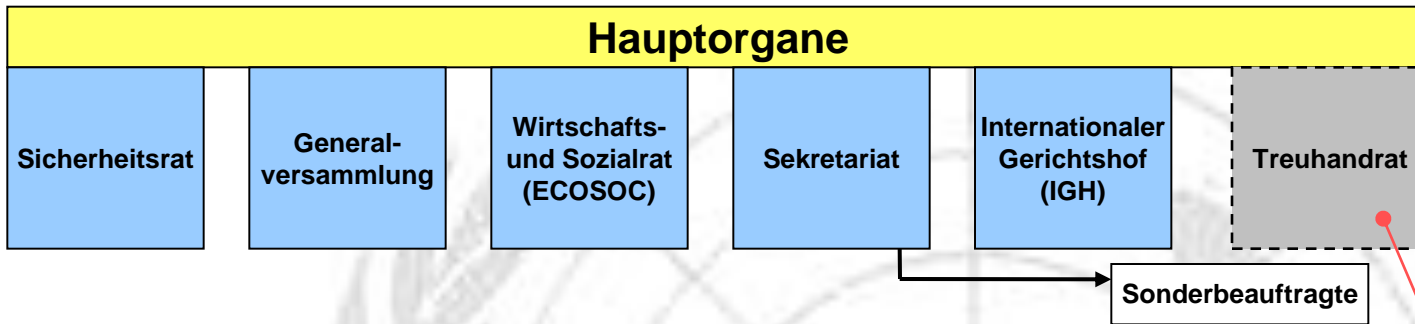 Hauptorgane
Sicherheitsrat
General-
versammlung
Wirtschafts-
und Sozialrat
(ECOSOC)
Sekretariat
Internationaler
Gerichtshof
(IGH)
Treuhandrat
Sonderbeauftragte